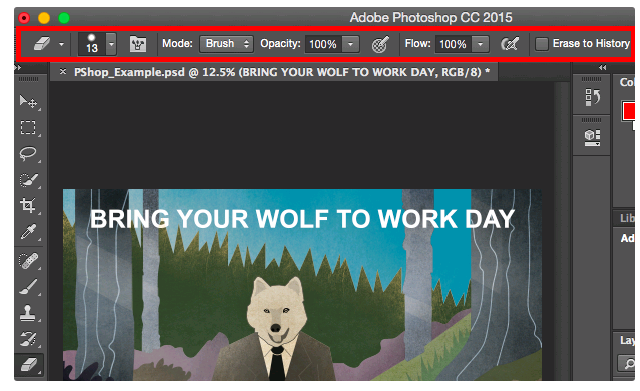 Adobe Photoshop CC 2015
13 Mode: Brush Opacity: 100% Flow: 100% Erase to History
× PShop_Example.psd @ 12.5% (BRING YOUR WOLF TO WORK DAY, RGB/8) *
Co
BRING YOUR WOLF TO WORK DAY
Lib
Ad
Lay